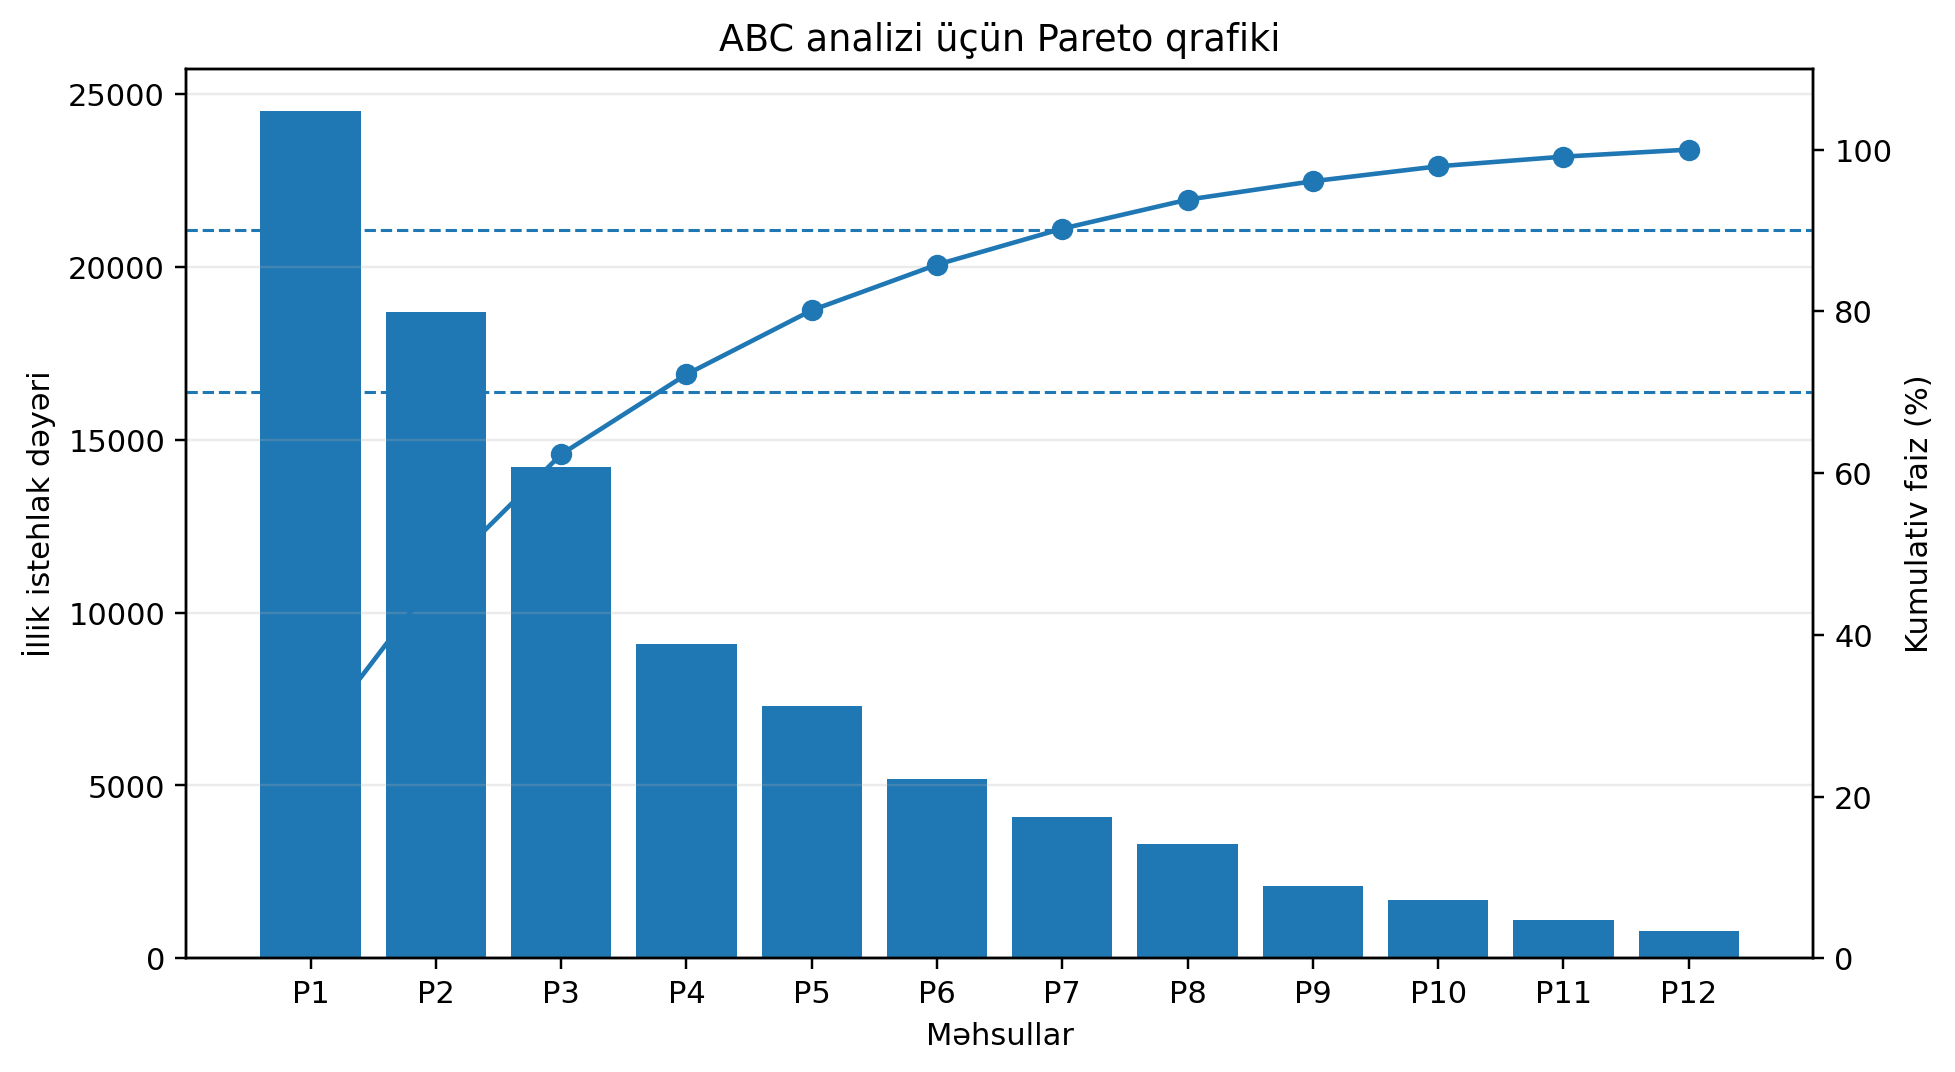 ABC analizi üçün Pareto qrafiki
İllik istehlak dəyəri
25000
20000
15000
10000
5000
0
100
80
60
40
20
0
Kumulativ faiz (%)
P1 P2 P3 P4 P5 P6 P7 P8 P9 P10 P11 P12
Məhsullar